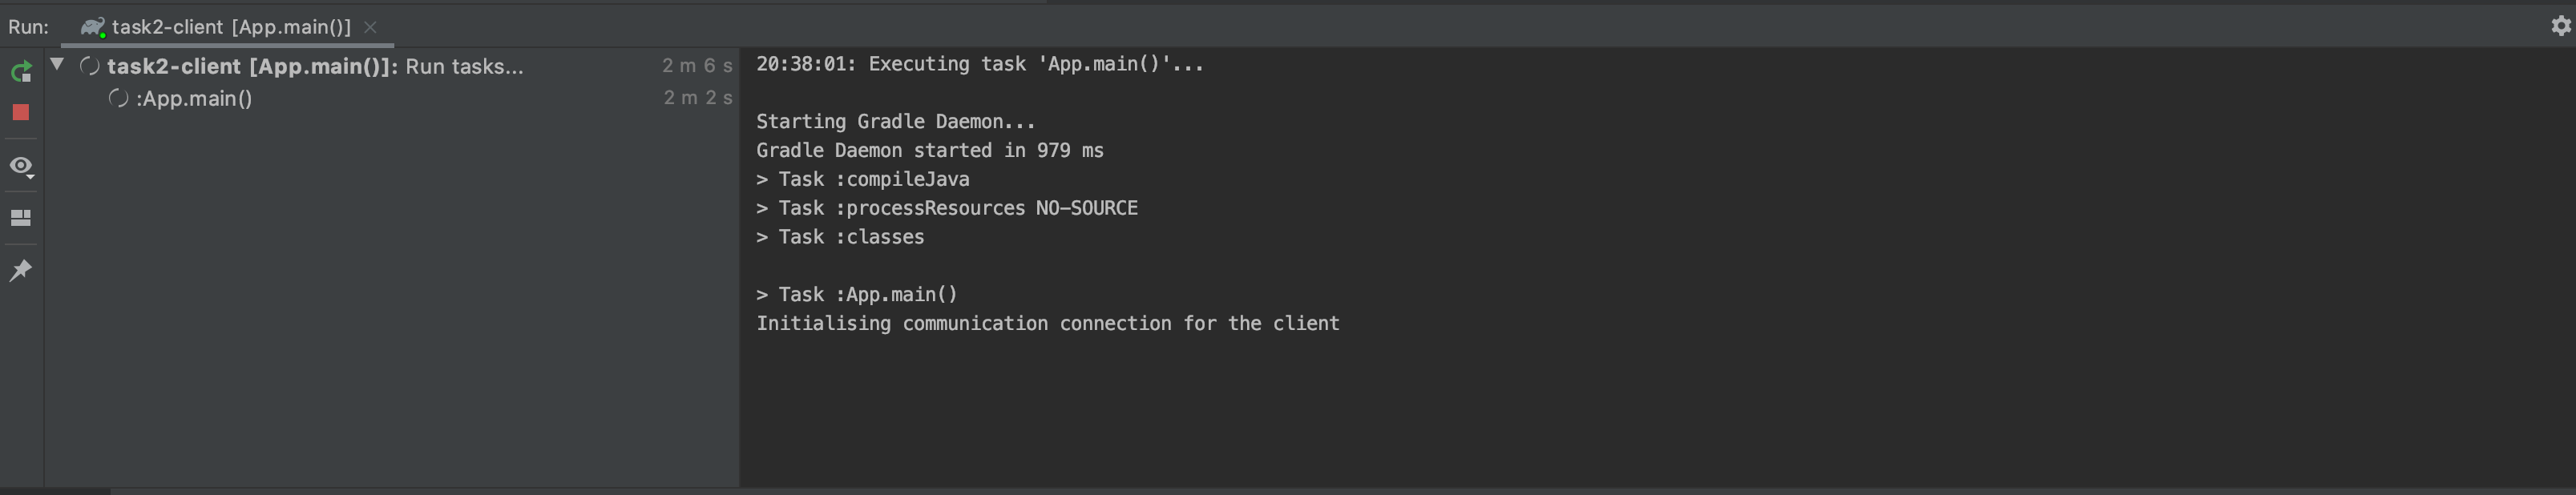 Run: task2-client [App.main()]
task2-client [App.main()]: Run tasks... 2 m 6 s
:App.main() 2 m 2 s
20:38:01: Executing task 'App.main()'...
Starting Gradle Daemon...
Gradle Daemon started in 979 ms
> Task :compileJava
> Task :processResources NO-SOURCE
> Task :classes
> Task :App.main()
Initialising communication connection for the client